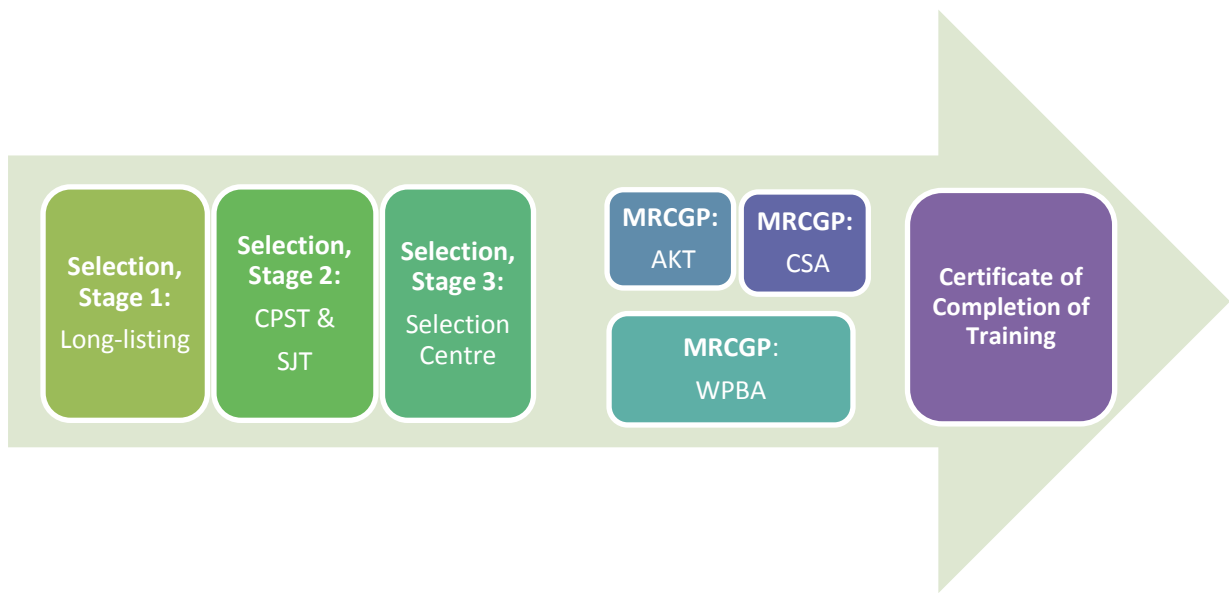 Selection,
Stage 1:
Long-listing
Selection,
Stage 2:
CPST &
SJT
Selection,
Stage 3:
Selection
Centre
MRCGP:
AKT
MRCGP:
CSA
MRCGP:
WPBA
Certificate of
Completion of
Training